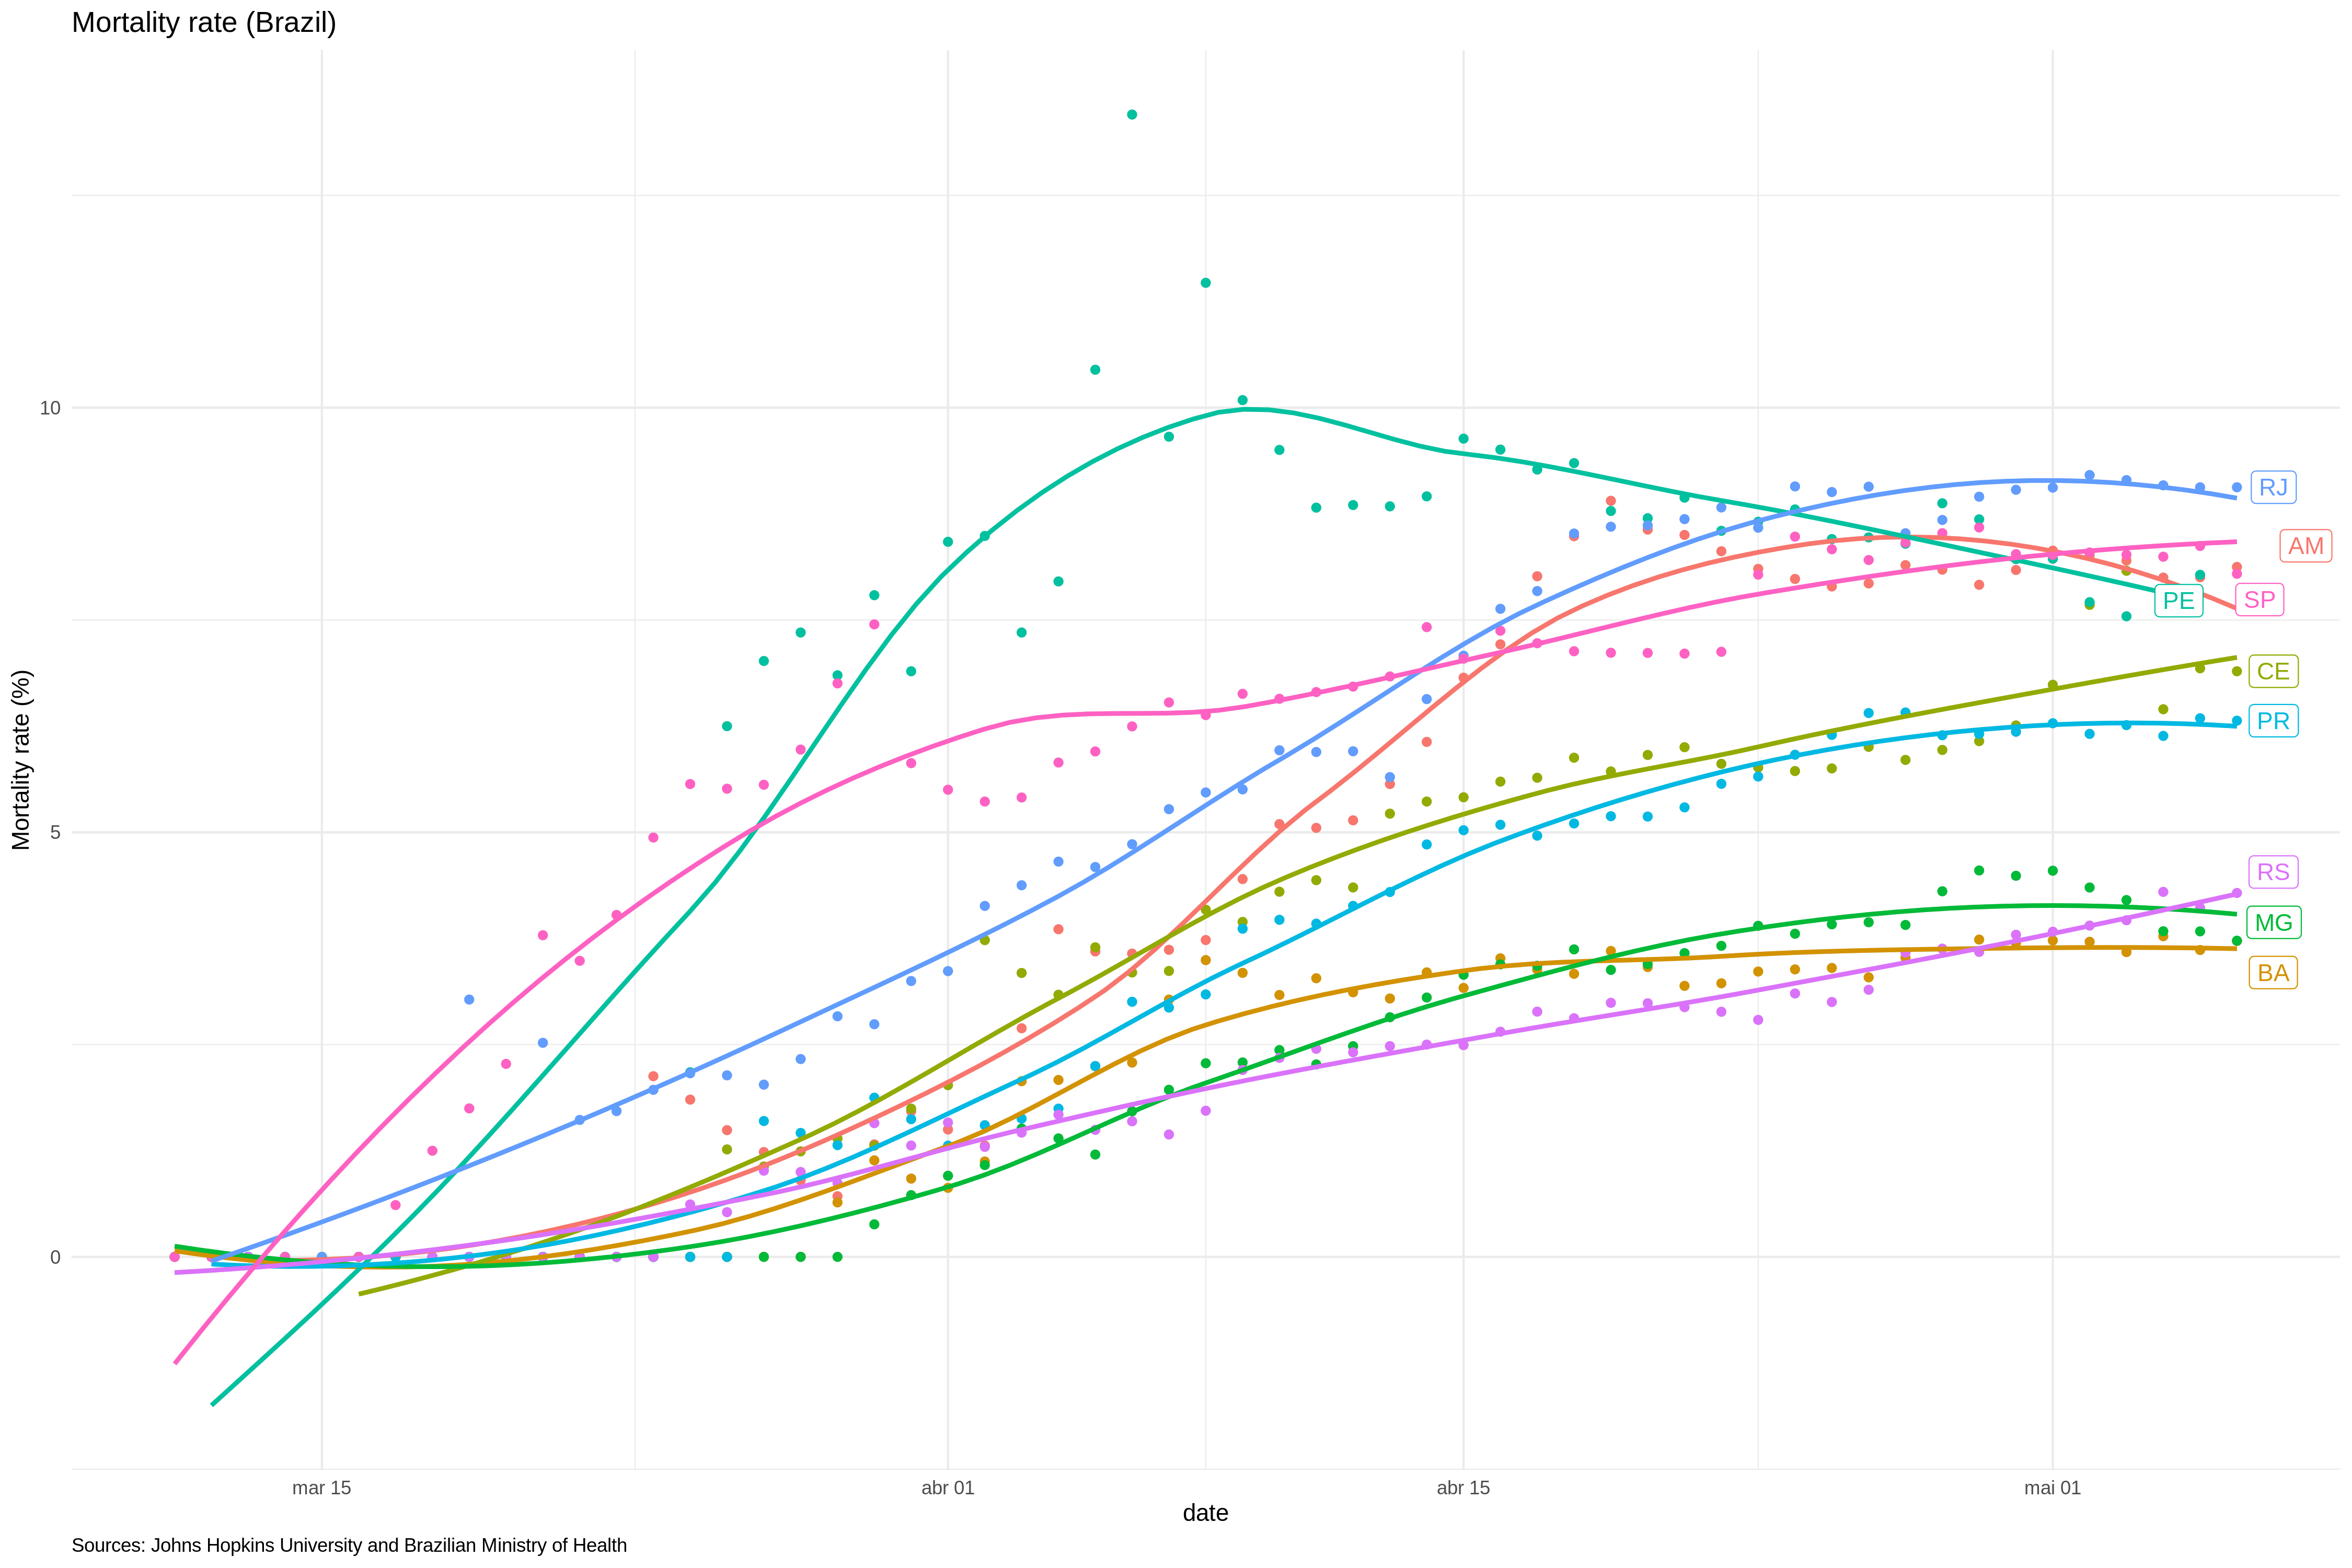 Mortality rate (Brazil)
Mortality rate (%)
10
5
0
RJ
AM
PE
SP
CE
PR
RS
MG
BA
mar 15
abr 01
abr 15
mai 01
date
Sources: Johns Hopkins University and Brazilian Ministry of Health